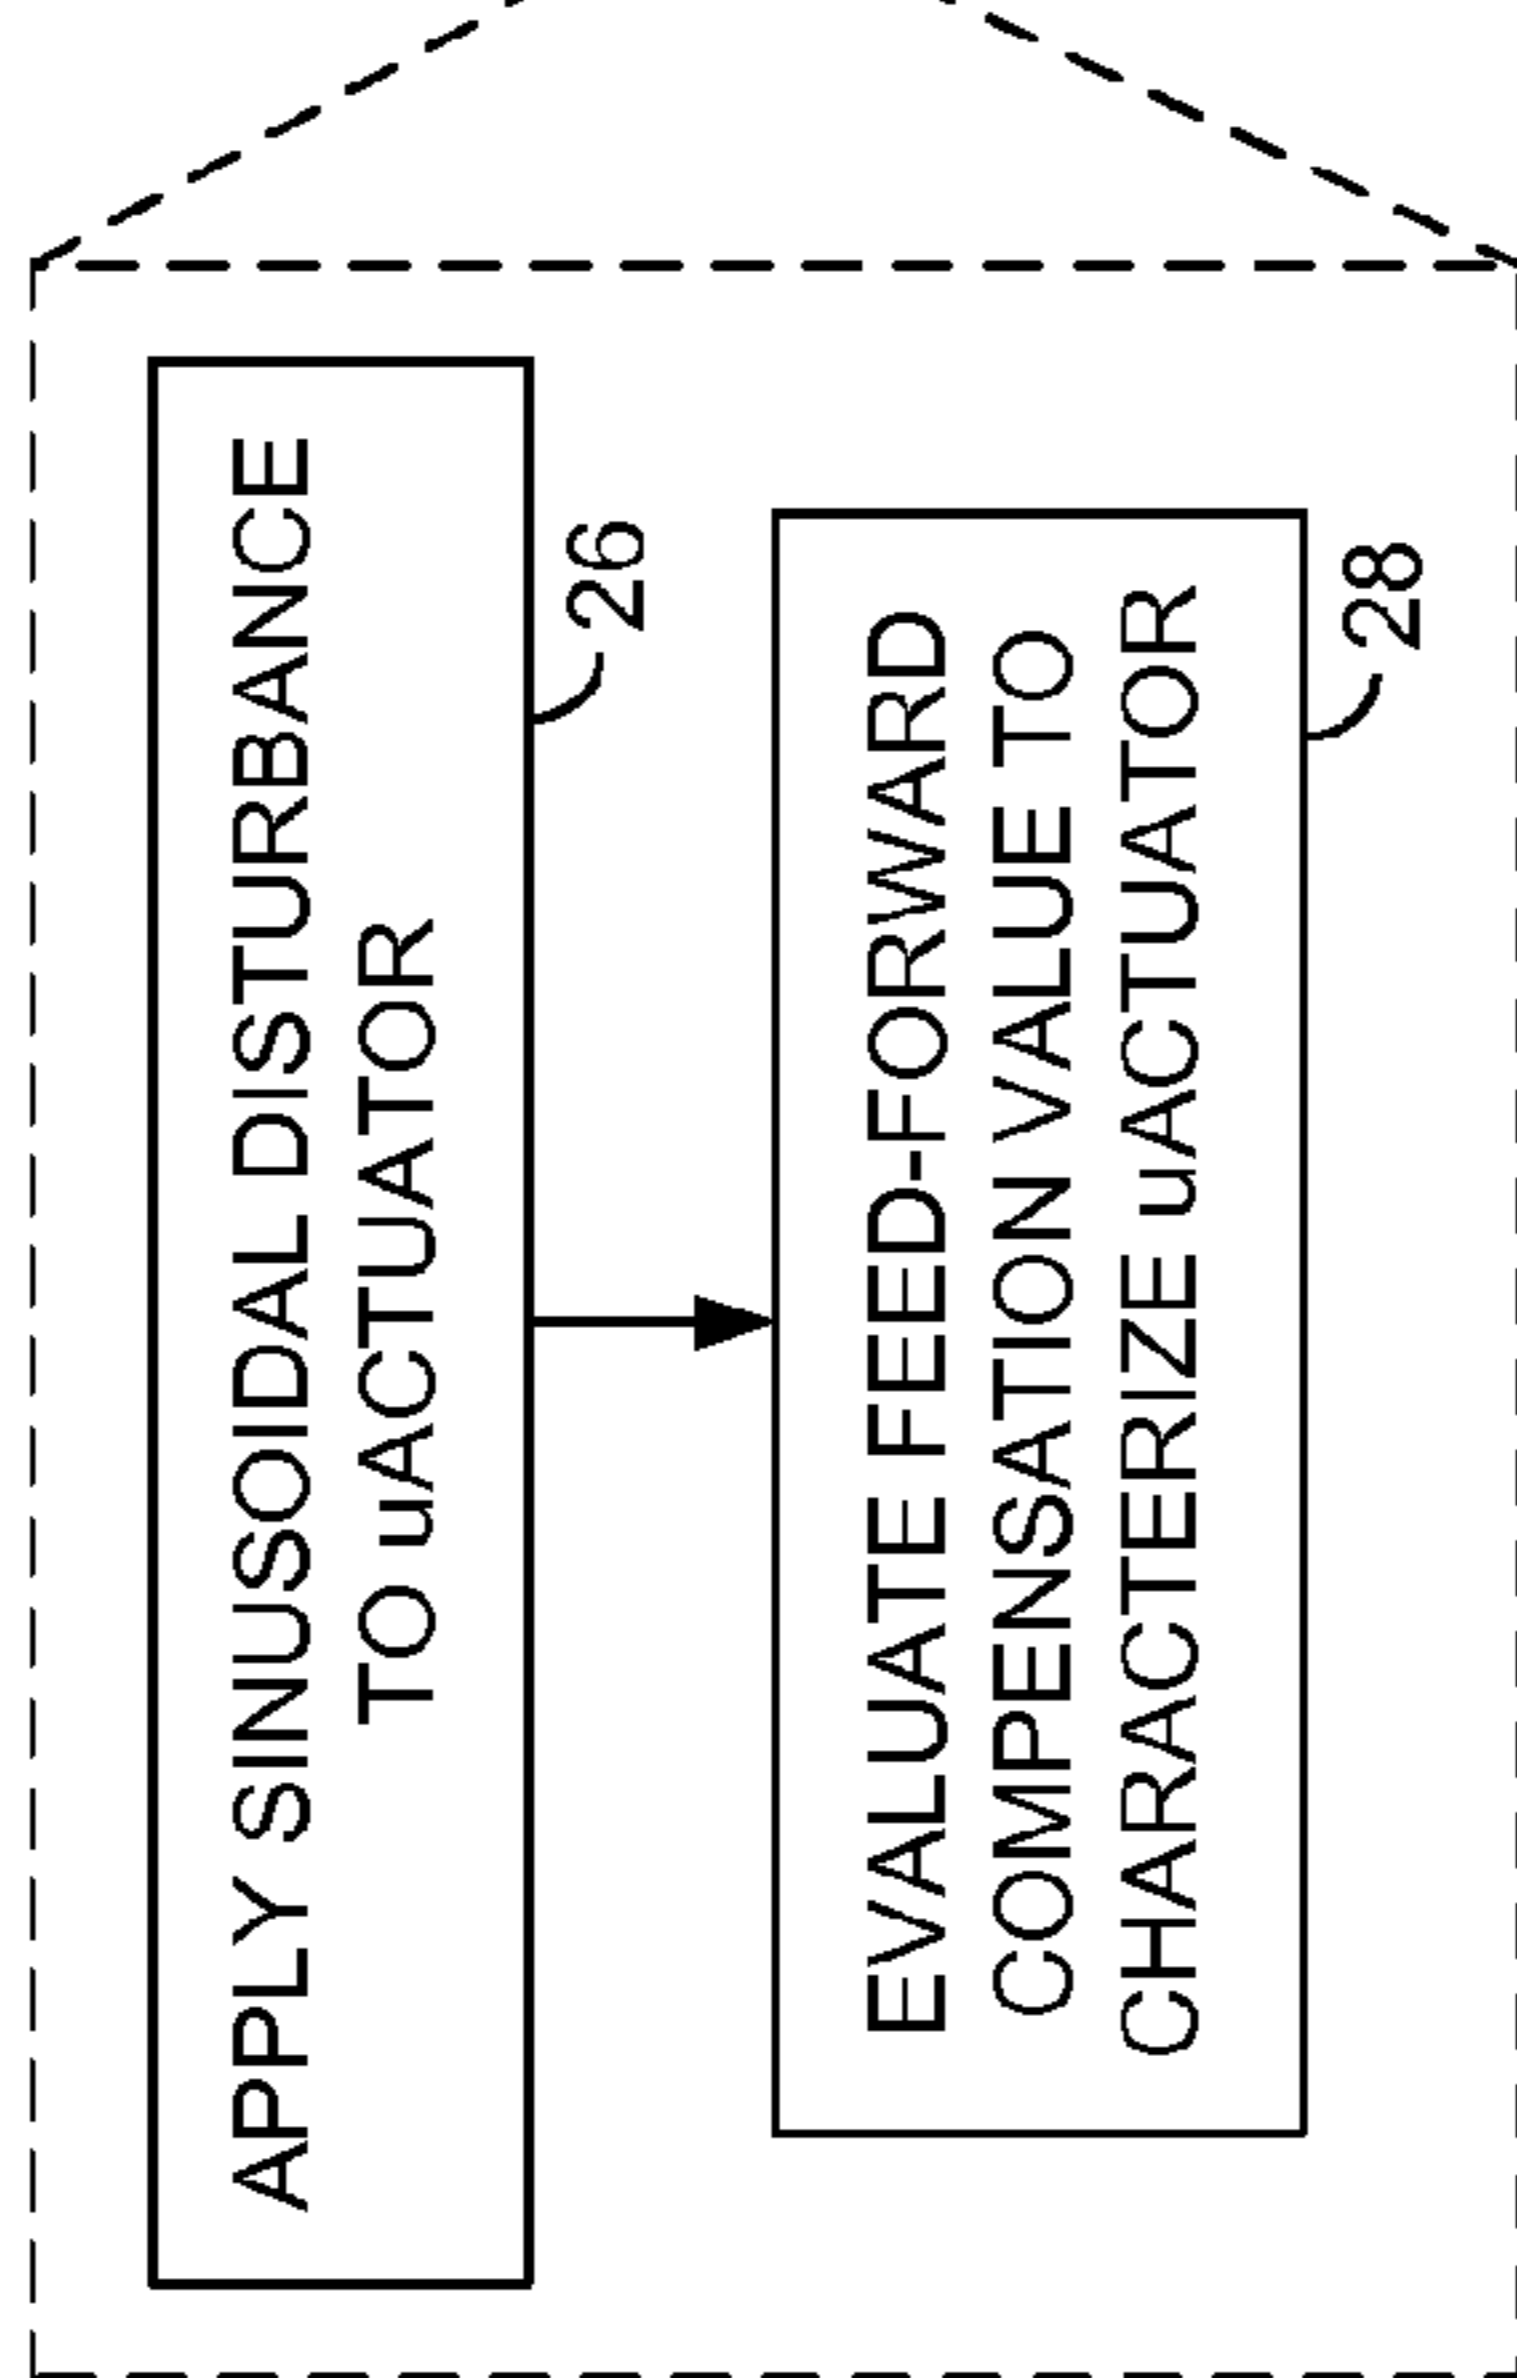 APPLY SINUSOIDAL DISTURBANCE
TO uACTUATOR
26
EVALUATE FEED-FORWARD
COMPENSATION VALUE TO
CHARACTERIZE uACTUATOR
28